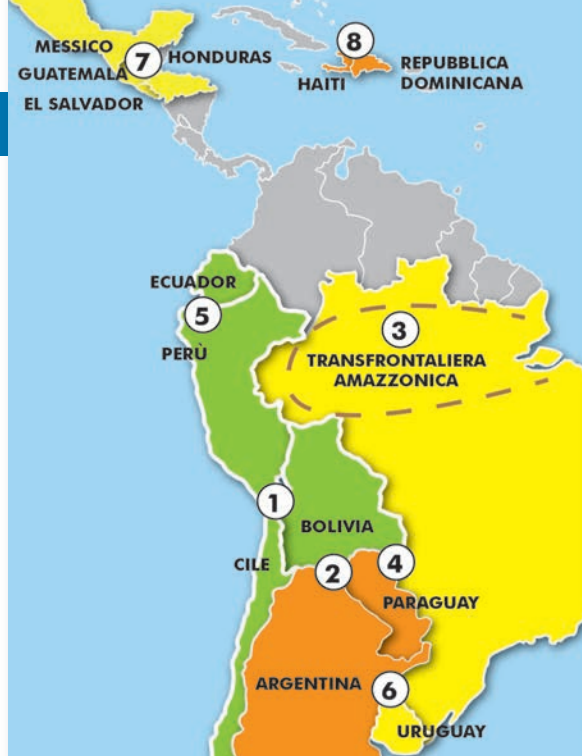 MESSICO
7
HONDURAS
GUATEMALA
EL SALVADOR
8
HAITI
REPUBBLICA
DOMINICANA
ECUADOR
5
PERÙ
3
TRANSFRONTALIERA
AMAZZONICA
1
BOLIVIA
CILE
2
4
PARAGUAY
ARGENTINA
6
URUGUAY